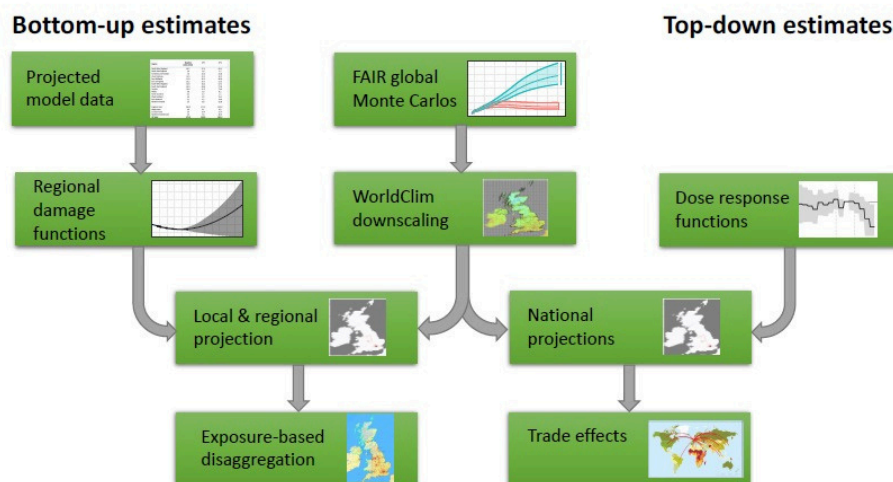 Bottom-up estimates
Top-down estimates
Projected
model data
FAIR global
Monte Carlos
Regional
damage
functions
WorldClim
downscaling
Dose response
functions
Local & regional
projection
National
projections
Exposure-based
disaggregation
Trade effects